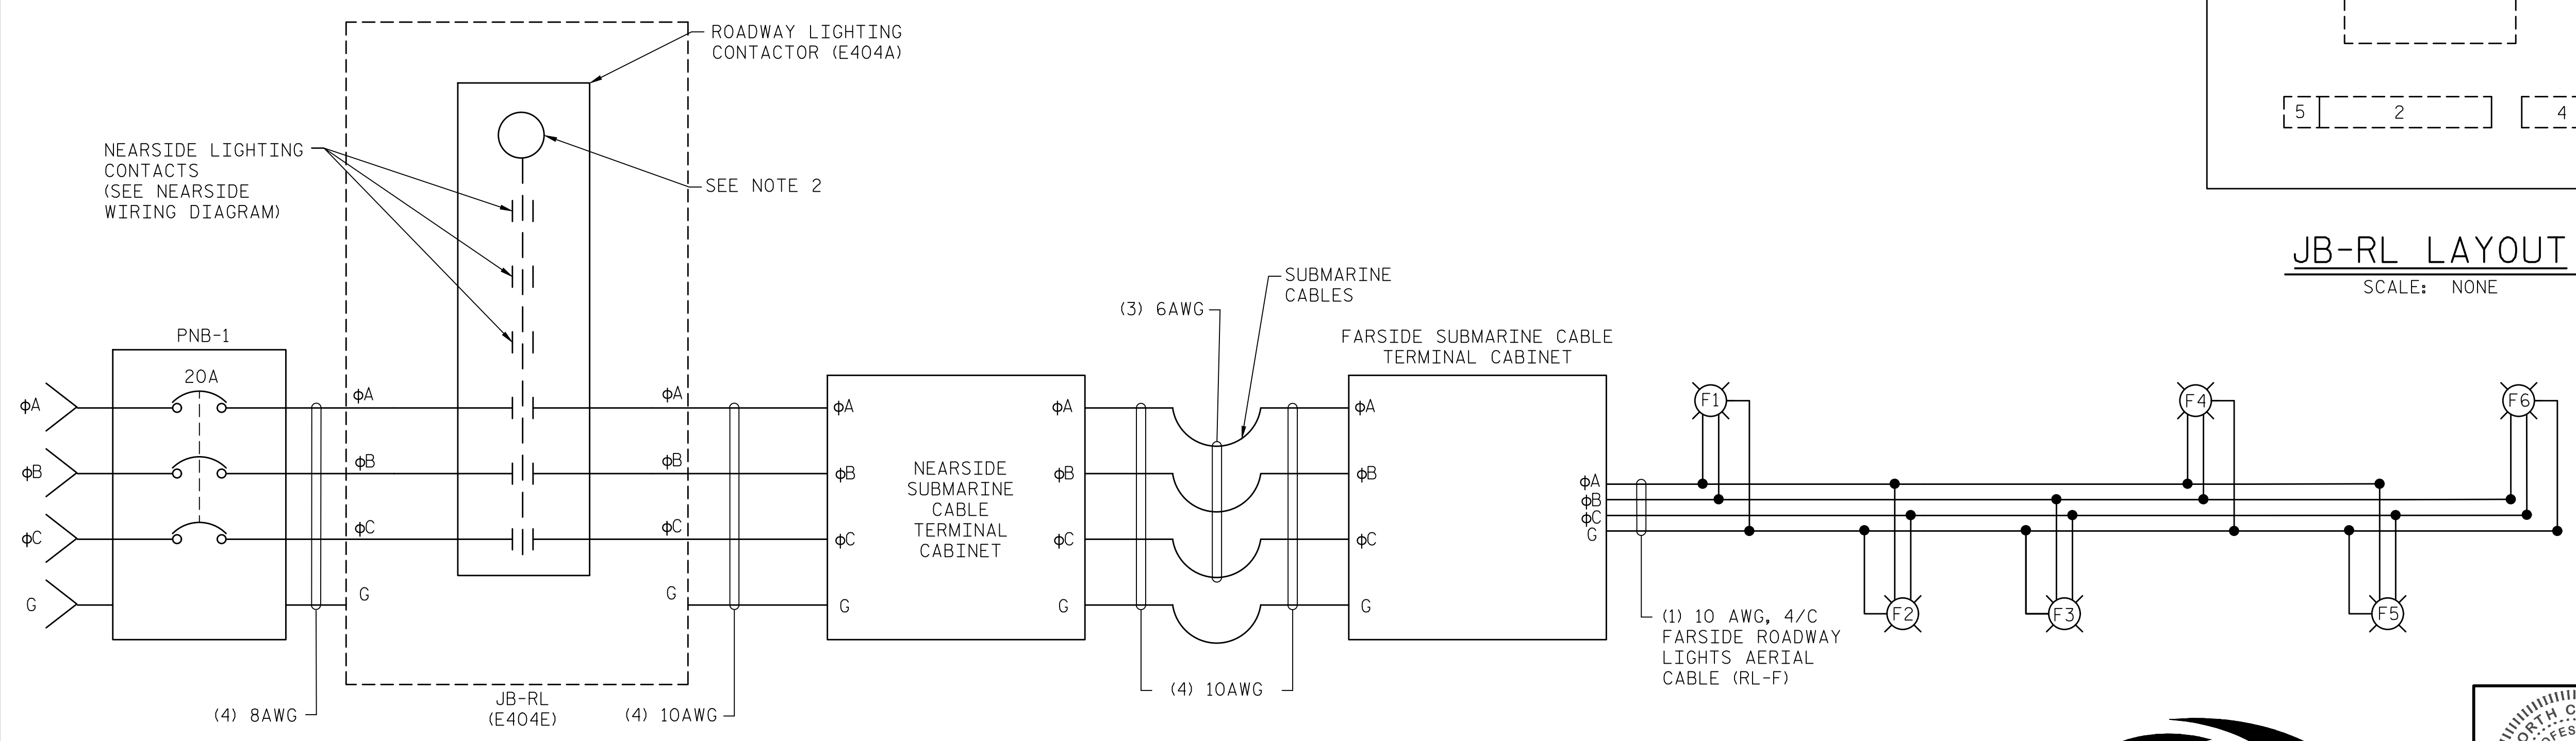 ROADWAY LIGHTING
CONTACTOR (E404A)
NEARSIDE LIGHTING
CONTACTS
(SEE NEARSIDE
WIRING DIAGRAM)
SEE NOTE 2
5
2
4
JB-RL LAYOUT
SCALE: NONE
SUBMARINE
CABLES
(3) 6AWG
PNB-1
20A
FARSIDE SUBMARINE CABLE
TERMINAL CABINET
ϕA
ϕB
ϕC
G
ϕA
ϕB
ϕC
G
ϕA
ϕB
ϕC
G
ϕA
ϕB
ϕC
G
NEARSIDE
SUBMARINE
CABLE
TERMINAL
CABINET
ϕA
ϕB
ϕC
G
ϕA
ϕB
ϕC
G
ϕA
ϕB
ϕC
G
F1
F4
F6
F2
F3
F5
(1) 10 AWG, 4/C
FARSIDE ROADWAY
LIGHTS AERIAL
CABLE (RL-F)
(4) 8AWG
JB-RL
(E404E)
(4) 10AWG
(4) 10AWG